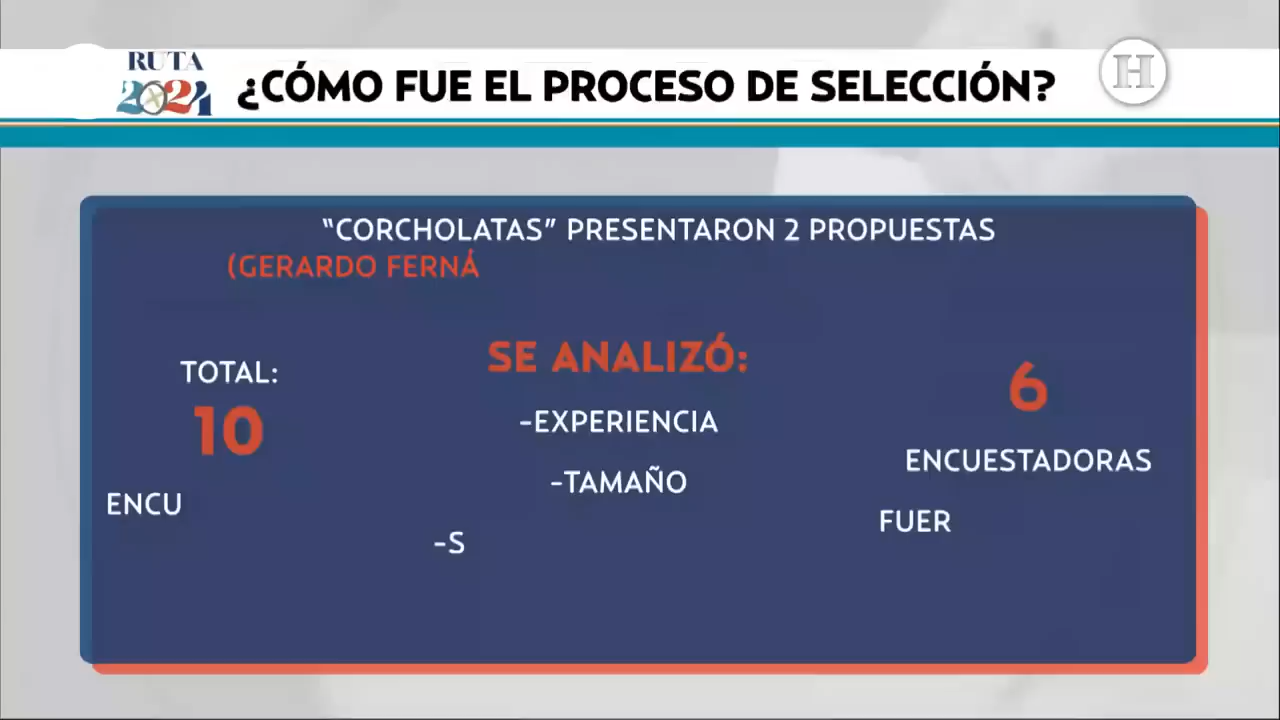 RUTA
2024
¿CÓMO FUE EL PROCESO DE SELECCIÓN?
H
“CORCHOLATAS” PRESENTARON 2 PROPUESTAS
(GERARDO FERNÁ
TOTAL:
10
ENCU
SE ANALIZÓ:
-EXPERIENCIA
-TAMAÑO
-S
6
ENCUESTADORAS
FUER